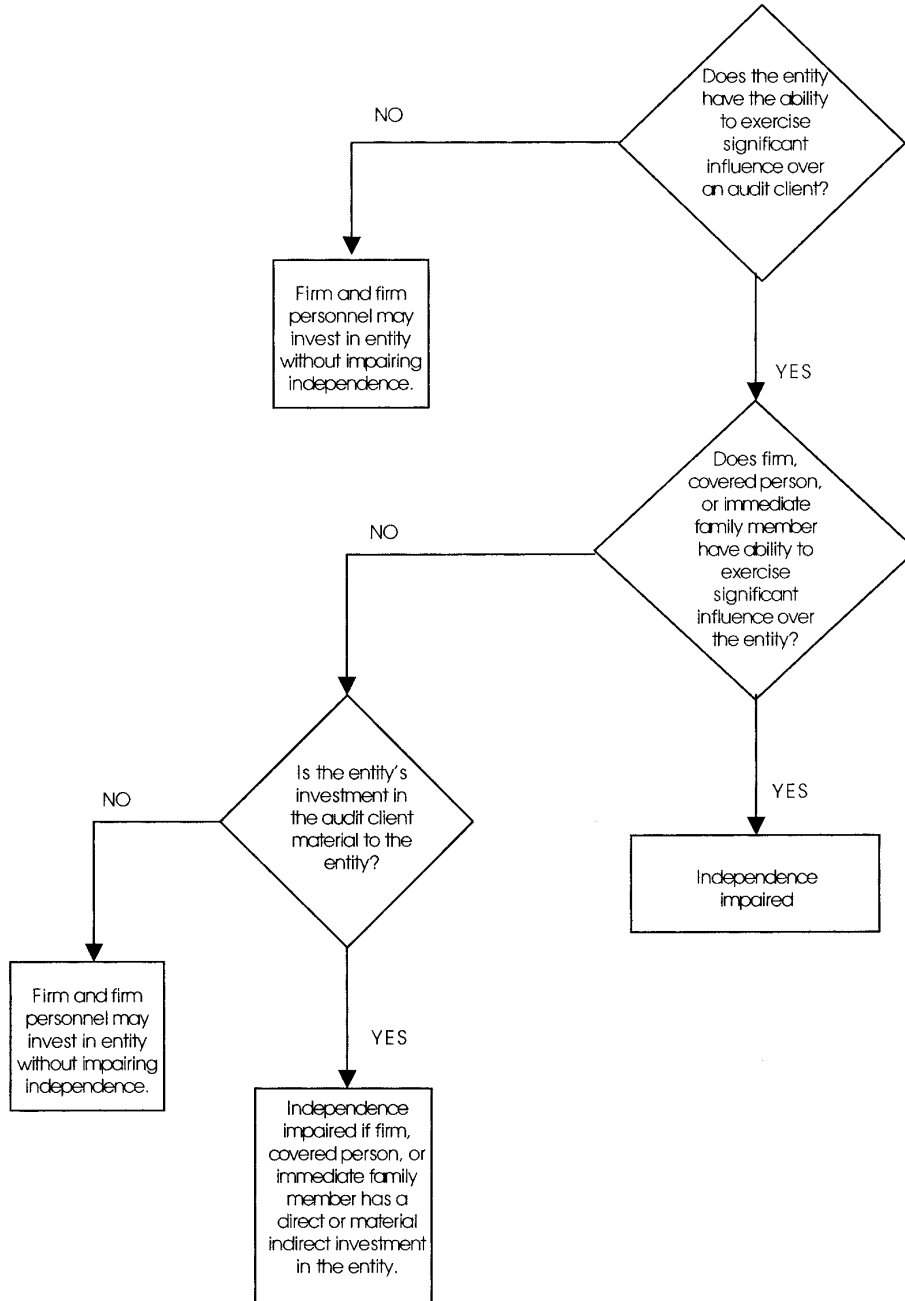 Does the entity
have the ability
to exercise
significant
influence over
an audit client?
NO
Firm and firm
personnel may
invest in entity
without impairing
independence.
YES
Does firm,
covered person,
or immediate
family member
have ability to
exercise
significant
influence over
the entity?
NO
YES
Independence
impaired
Is the entity's
investment in
the audit client
material to the
entity?
NO
Firm and firm
personnel may
invest in entity
without impairing
independence.
YES
Independence
impaired if firm,
covered person, or
immediate family
member has a
direct or material
indirect investment
in the entity.